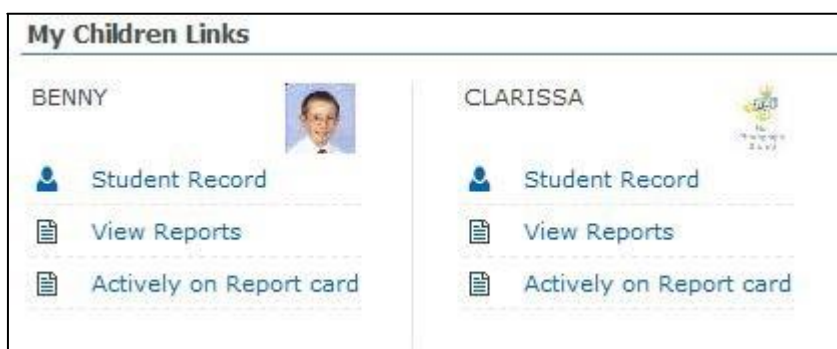 My Children Links
BENNY
Student Record
View Reports
Actively on Report card
CLARISSA
Student Record
View Reports
Actively on Report card